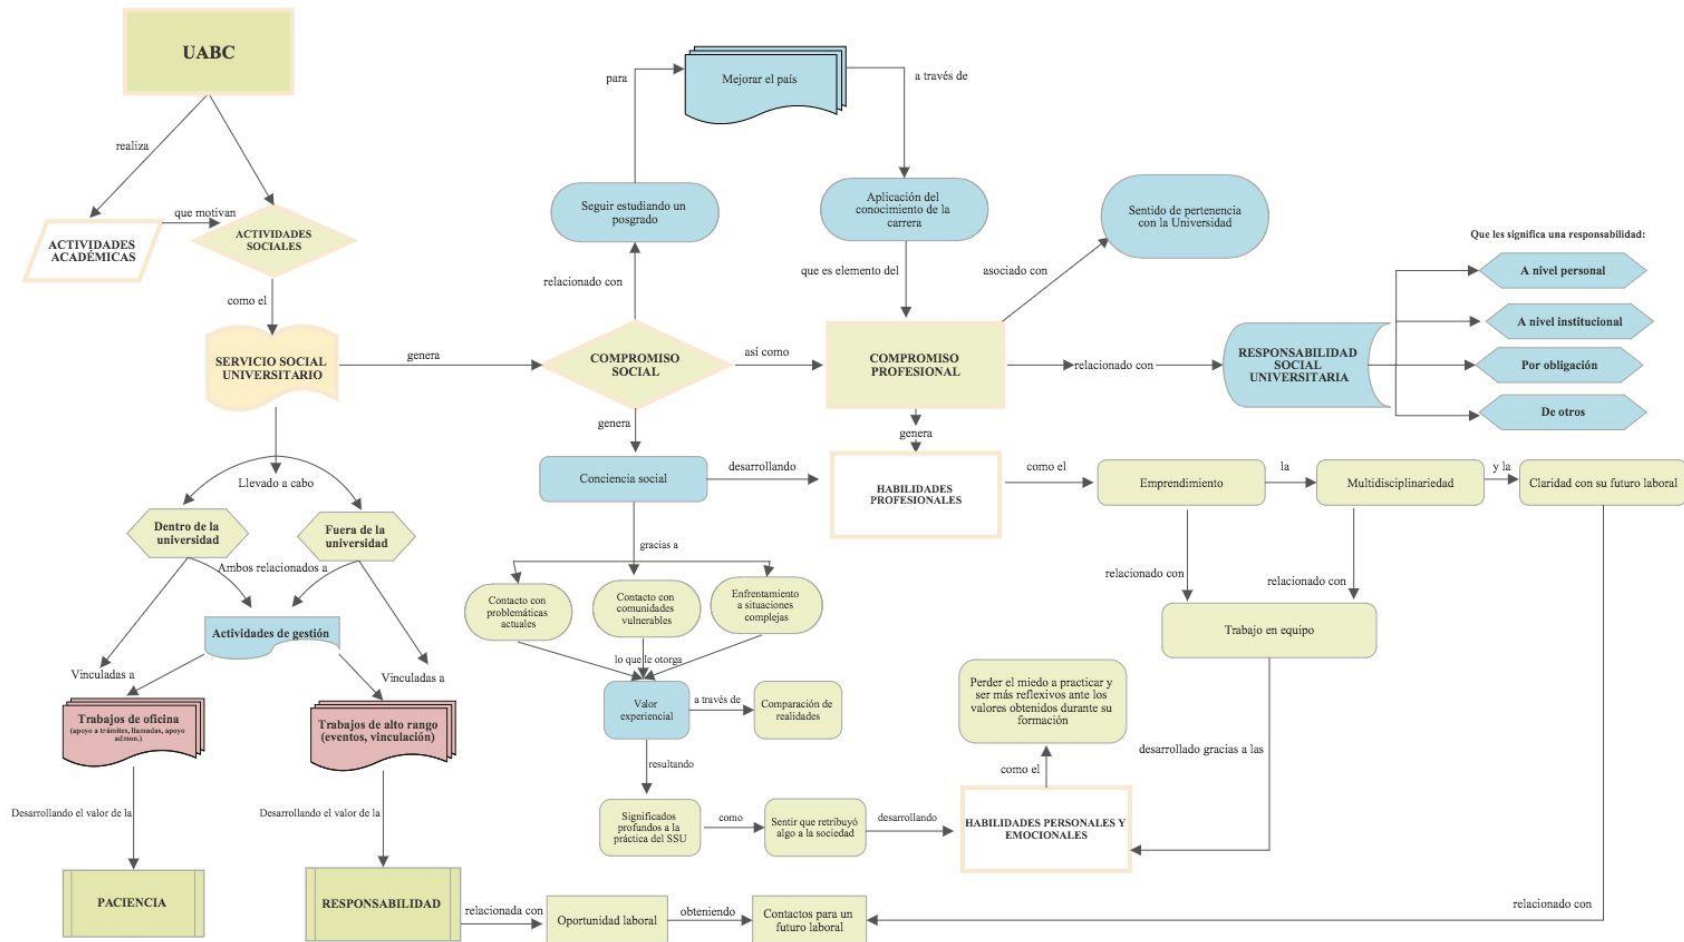 UABC
realiza
ACTIVIDADES
ACADÉMICAS
que motivan
ACTIVIDADES
SOCIALES
como el
SERVICIO SOCIAL
UNIVERSITARIO
genera
COMPROMISO
SOCIAL
relacionado con
Seguir estudiando un
posgrado
para
Mejorar el país
a través de
Aplicación del
conocimiento de la
carrera
que es elemento del
así como
COMPROMISO
PROFESIONAL
asociado con
Sentido de pertenencia
con la Universidad
relacionado con
RESPONSABILIDAD
SOCIAL
UNIVERSITARIA
Que les significa una responsabilidad:
A nivel personal
A nivel institucional
Por obligación
De otros
genera
Conciencia social
desarrollando
genera
HABILIDADES
PROFESIONALES
como el
Emprendimiento
la
Multidisciplinariedad
y la
Claridad con su futuro laboral
relacionado con
relacionado con
Trabajo en equipo
desarrollado gracias a las
gracias a
Contacto con
problemáticas
actuales
Contacto con
comunidades
vulnerables
Enfrentamiento
a situaciones
complejas
lo que le otorga
Valor
experiencial
a través de
Comparación de
realidades
resultando
Significados
profundos a la
práctica del SSU
como
Sentir que retribuyó
algo a la sociedad
desarrollando
HABILIDADES PERSONALES Y
EMOCIONALES
como el
Perder el miedo a practicar y
ser más reflexivos ante los
valores obtenidos durante su
formación
Llevado a cabo
Dentro de la
universidad
Fuera de la
universidad
Ambos relacionados a
Actividades de gestión
Vinculadas a
Vinculadas a
Trabajos de oficina
(apoyo a trámites, llamadas, apoyo
admon.)
Trabajos de alto rango
(eventos, vinculación)
Desarrollando el valor de la
Desarrollando el valor de la
PACIENCIA
RESPONSABILIDAD
relacionada con
Oportunidad laboral
obteniendo
Contactos para un
futuro laboral
relacionado con